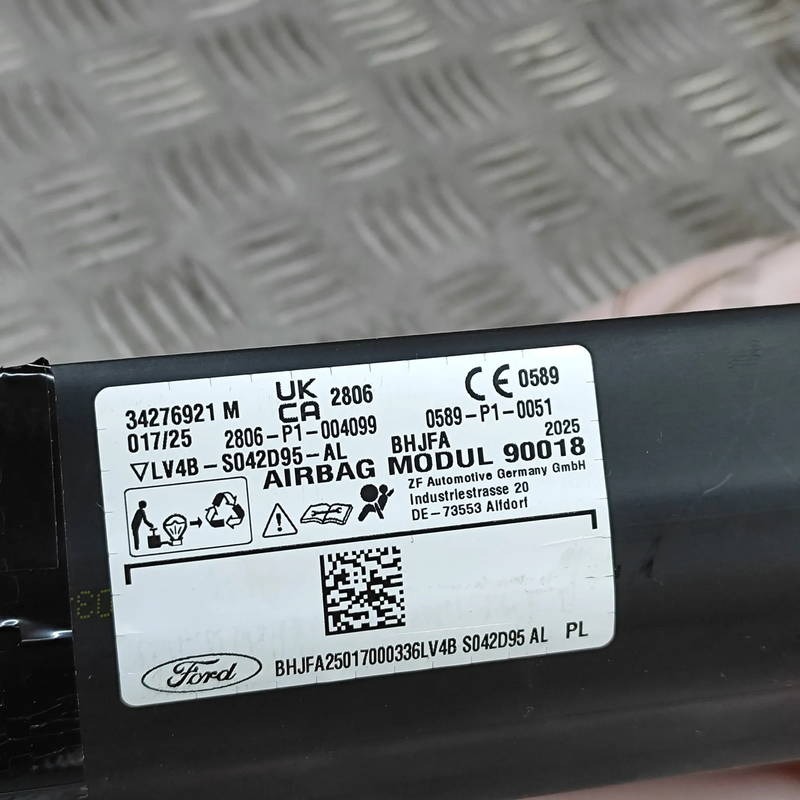 34276921 M
UK
CA
2806
CE 0589
017/25
2806-P1-004099
0589-P1-0051
▽LV4B-S042D95-AL
BHJFA
2025
AIRBAG MODUL 90018
ZF Automotive Germany GmbH
Industriestrasse 20
DE-73553 Alfdorf
Ford
BHJFA25017000336LV4B S042D95 AL PL